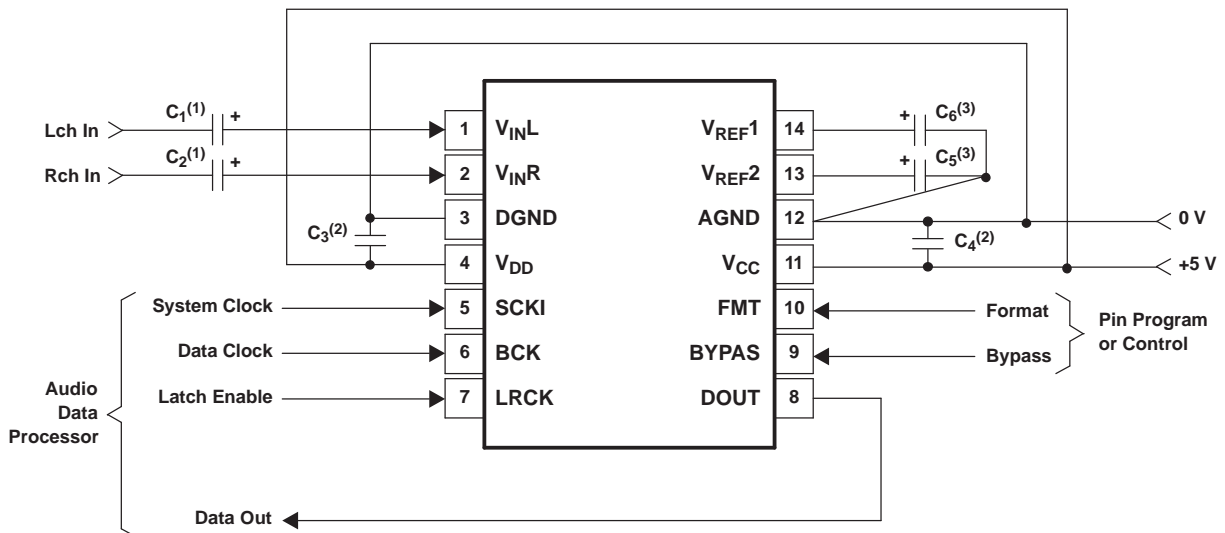 Lch In
C1(1)
+
Rch In
C2(1)
+
C3(2)
1 VINL
2 VINR
3 DGND
4 VDD
5 SCKI
6 BCK
7 LRCK
VREF1 14
VREF2 13
AGND 12
VCC 11
FMT 10
BYPAS 9
DOUT 8
+ C6(3)
+ C5(3)
C4(2)
0 V
+5 V
Format
Bypass
Pin Program
or Control
System Clock
Data Clock
Latch Enable
Audio
Data
Processor
Data Out